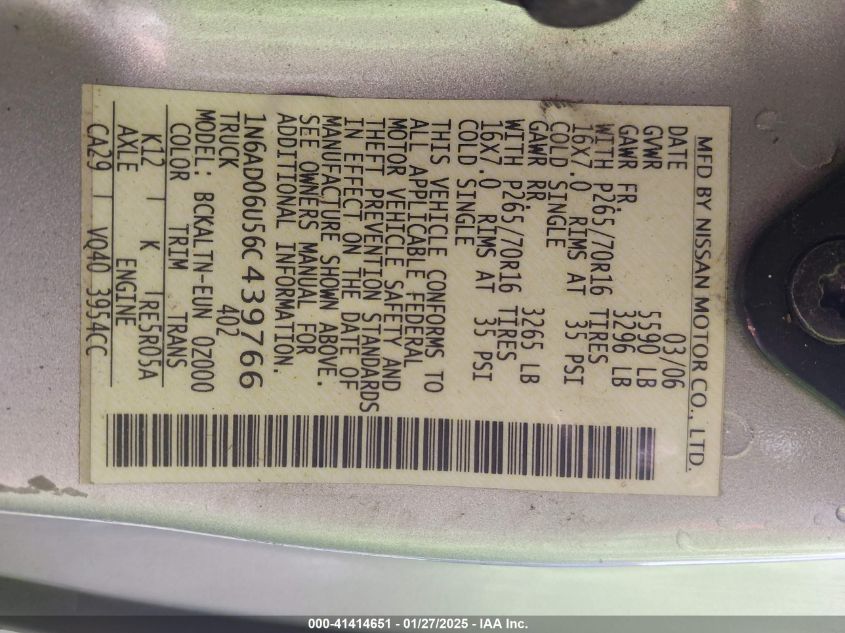 MFD BY NISSAN MOTOR CO., LTD.
DATE 03/06
GVWR 5590 LB
GAWR FR. 3296 LB
WITH P265/70R16 TIRES
16X7.0 RIMS AT 35 PSI
COLD SINGLE
GAWR RR. 3265 LB
WITH P265/70R16 TIRES
16X7.0 RIMS AT 35 PSI
COLD SINGLE
THIS VEHICLE CONFORMS TO
ALL APPLICABLE FEDERAL
MOTOR VEHICLE SAFETY AND
THEFT PREVENTION STANDARDS
IN EFFECT ON THE DATE OF
MANUFACTURE SHOWN ABOVE.
SEE OWNERS MANUAL FOR
ADDITIONAL INFORMATION.
1N6AD06U56C439766
TRUCK 402
MODEL: BCKALTN-EUN 0Z000
COLOR TRIM TRANS
K12 | K | RE5R05A
AXLE ENGINE
CA29 | VQ40 3954CC
000-41414651 - 01/27/2025 - IAA Inc.